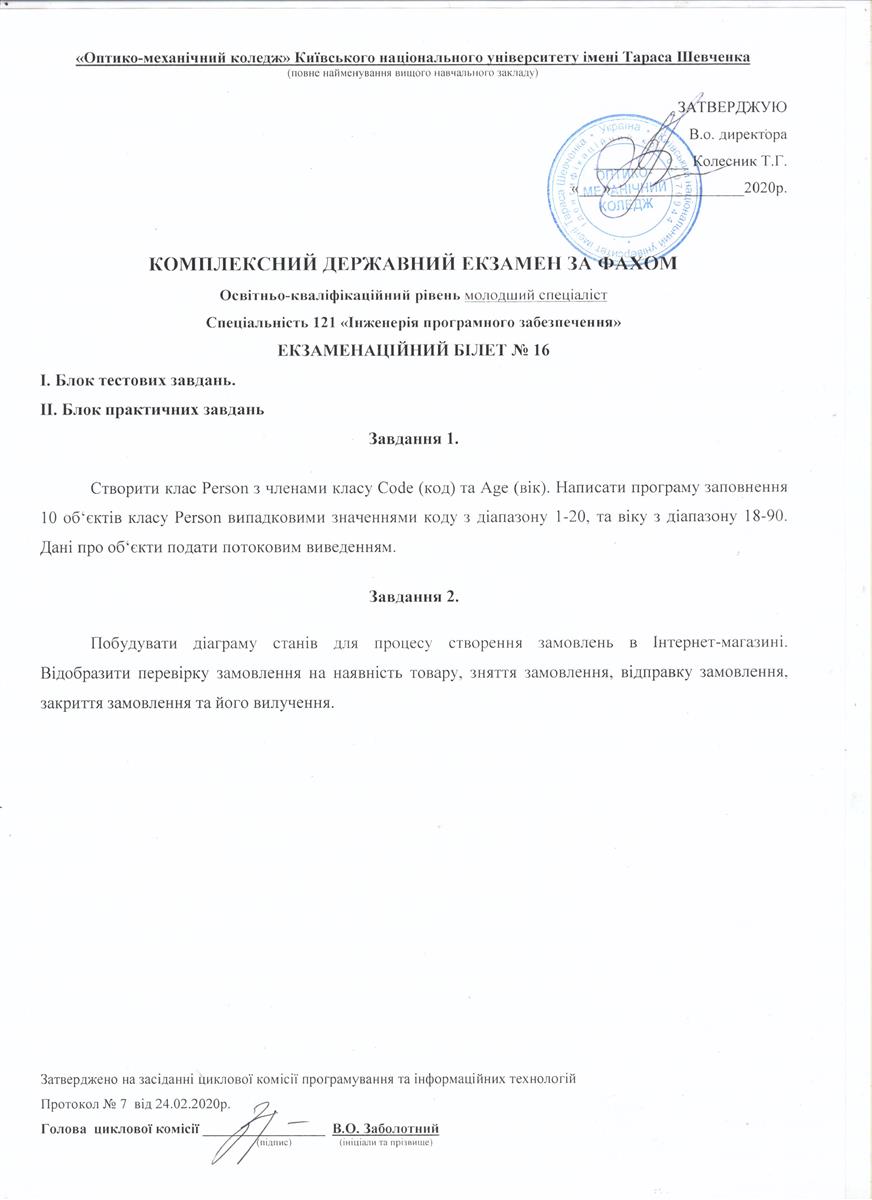 «Оптико-механічний коледж» Київського національного університету імені Тараса Шевченка
(повне найменування вищого навчального закладу)
ЗАТВЕРДЖУЮ
В.о. директора
Колесник Т.Г.
«___»________________2020р.
Україна
ОПТИКО-
МЕХАНІЧНИЙ
КОЛЕДЖ
КОМПЛЕКСНИЙ ДЕРЖАВНИЙ ЕКЗАМЕН ЗА ФАХОМ
Освітньо-кваліфікаційний рівень молодший спеціаліст
Спеціальність 121 «Інженерія програмного забезпечення»
ЕКЗАМЕНАЦІЙНИЙ БІЛЕТ № 16
І. Блок тестових завдань.
ІІ. Блок практичних завдань
Завдання 1.
Створити клас Person з членами класу Code (код) та Age (вік). Написати програму заповнення
10 об‘єктів класу Person випадковими значеннями коду з діапазону 1-20, та віку з діапазону 18-90.
Дані про об‘єкти подати потоковим виведенням.
Завдання 2.
Побудувати діаграму станів для процесу створення замовлень в Інтернет-магазині.
Відобразити перевірку замовлення на наявність товару, зняття замовлення, відправку замовлення,
закриття замовлення та його вилучення.
Затверджено на засіданні циклової комісії програмування та інформаційних технологій
Протокол № 7 від 24.02.2020р.
Голова циклової комісії __________________ В.О. Заболотний
(підпис) (ініціали та прізвище)